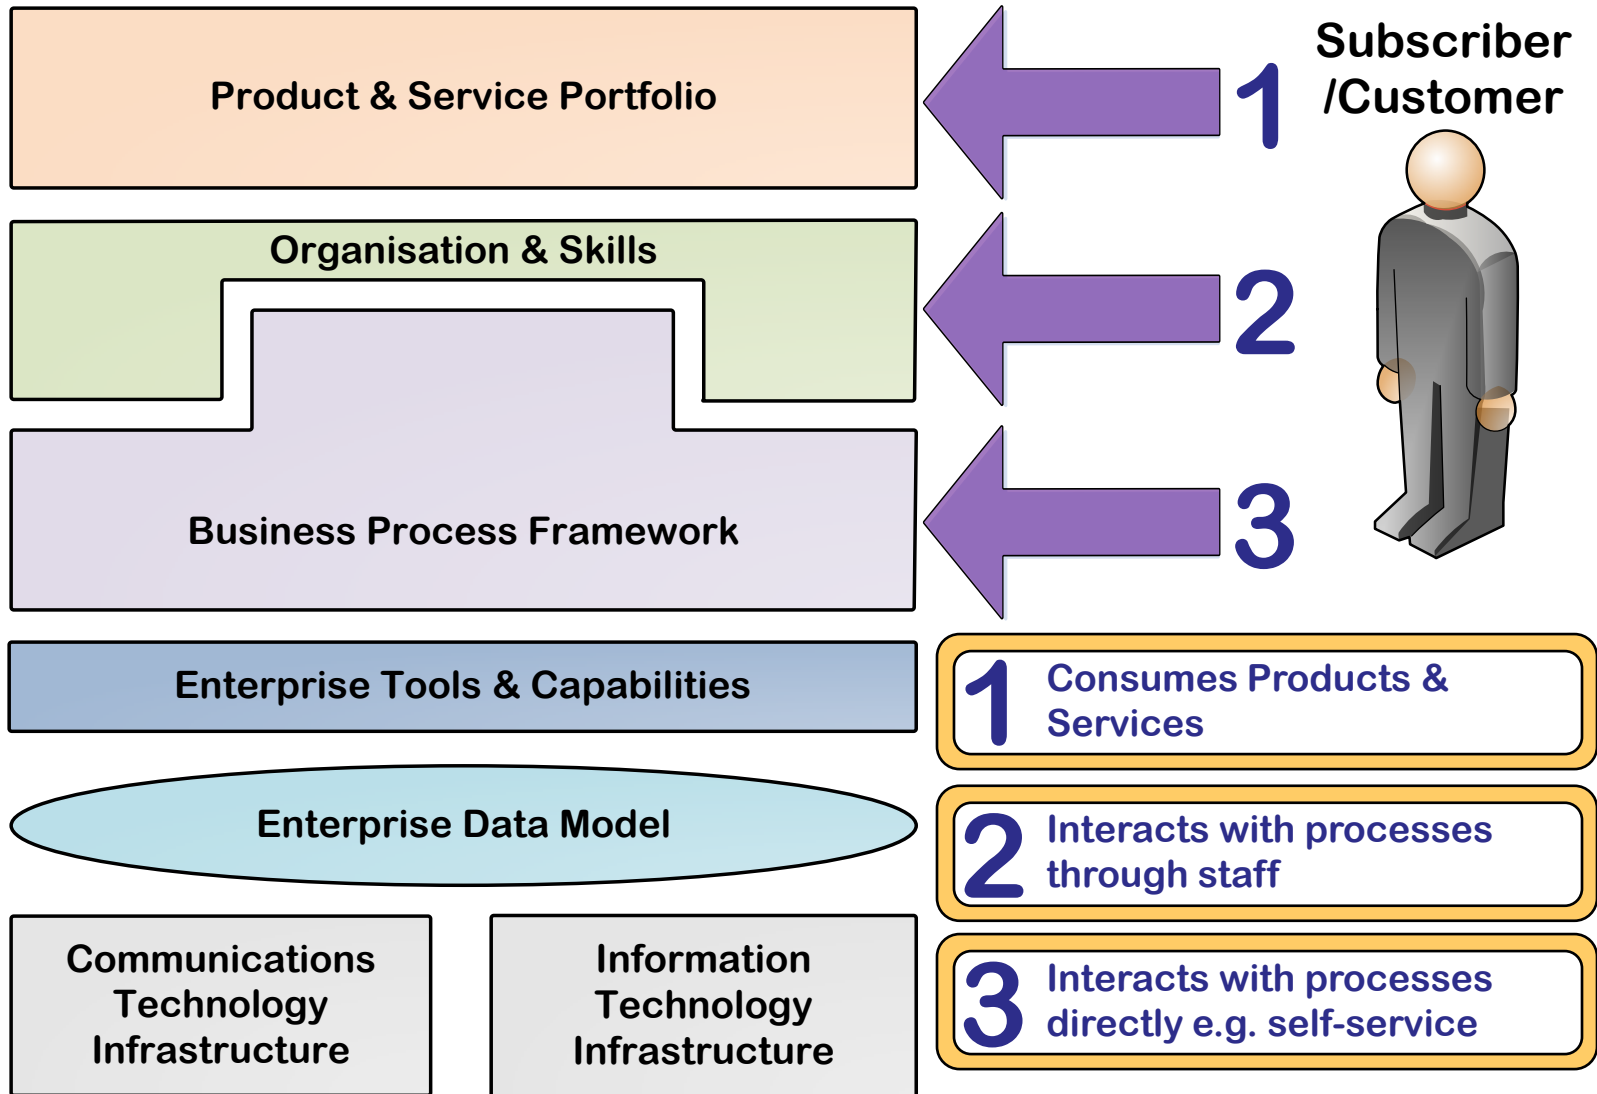 Product & Service Portfolio
1
Subscriber
/Customer
Organisation & Skills
2
Business Process Framework
3
Enterprise Tools & Capabilities
1
Consumes Products &
Services
Enterprise Data Model
2
Interacts with processes
through staff
Communications
Technology
Infrastructure
Information
Technology
Infrastructure
3
Interacts with processes
directly e.g. self-service